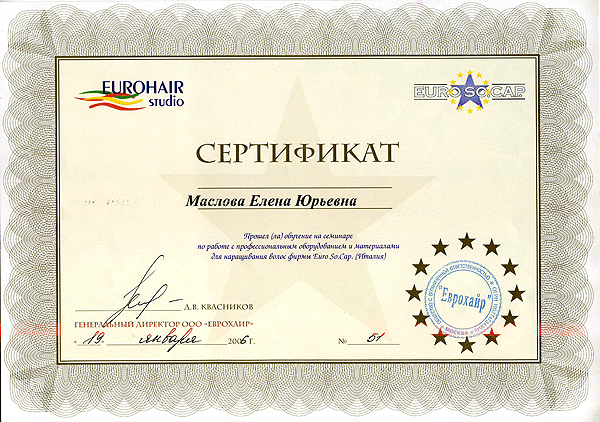 EUROHAIR
studio
EURO SO.CAP.
СЕРТИФИКАТ
Маслова Елена Юрьевна
Прошел (ла) обучение на семинаре
по работе с профессиональным оборудованием и материалами
для наращивания волос фирмы Euro So.Cap. (Италия)
Д.В. КВАСНИКОВ
ГЕНЕРАЛЬНЫЙ ДИРЕКТОР ООО «ЕВРОХАИР»
"Еврохайр"
МОСКВА
19 января 2006г.
№ 51